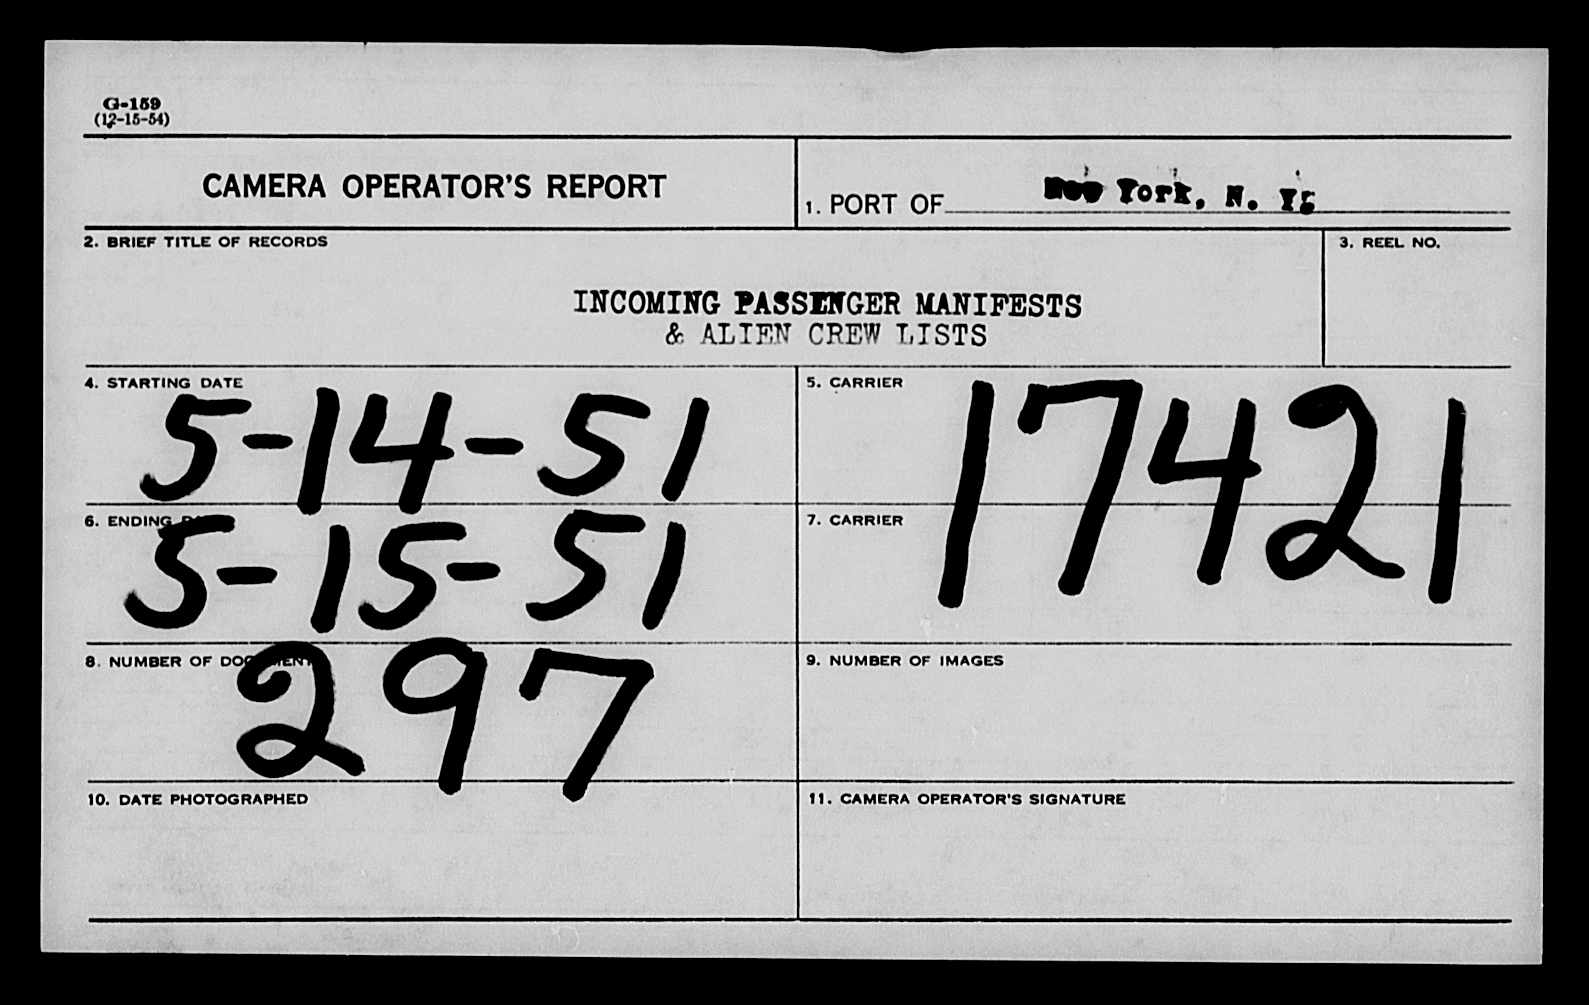 G-159
(12-15-54)
CAMERA OPERATOR'S REPORT
1. PORT OF New York, N. Y.
2. BRIEF TITLE OF RECORDS
3. REEL NO.
INCOMING PASSENGER MANIFESTS
& ALIEN CREW LISTS
4. STARTING DATE
5-14-51
5. CARRIER
17421
6. ENDING DATE
5-15-51
7. CARRIER
8. NUMBER OF DOCUMENTS
297
9. NUMBER OF IMAGES
10. DATE PHOTOGRAPHED
11. CAMERA OPERATOR'S SIGNATURE